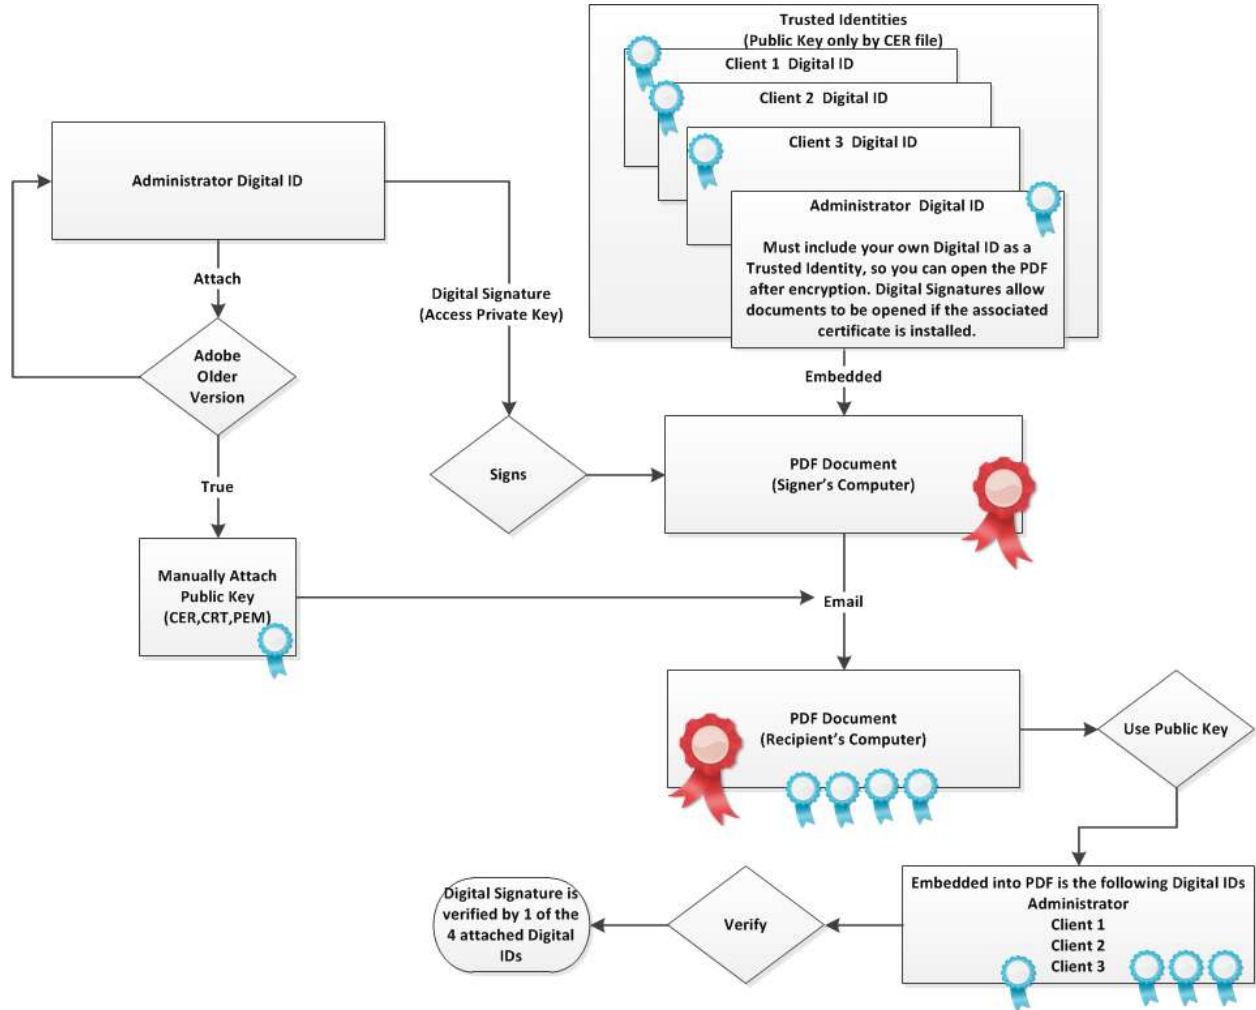 Trusted Identities
(Public Key only by CER file)
Client 1  Digital ID
Client 2  Digital ID
Client 3  Digital ID
Administrator  Digital ID
Must include your own Digital ID as a
Trusted Identity, so you can open the PDF
after encryption. Digital Signatures allow
documents to be opened if the associated
certificate is installed.
Administrator Digital ID
Attach
Digital Signature
(Access Private Key)
Adobe
Older
Version
Embedded
Signs
PDF Document
(Signer's Computer)
True
Manually Attach
Public Key
(CER,CRT,PEM)
Email
PDF Document
(Recipient's Computer)
Use Public Key
Embedded into PDF is the following Digital IDs
Administrator
Client 1
Client 2
Client 3
Verify
Digital Signature is
verified by 1 of the
4 attached Digital
IDs